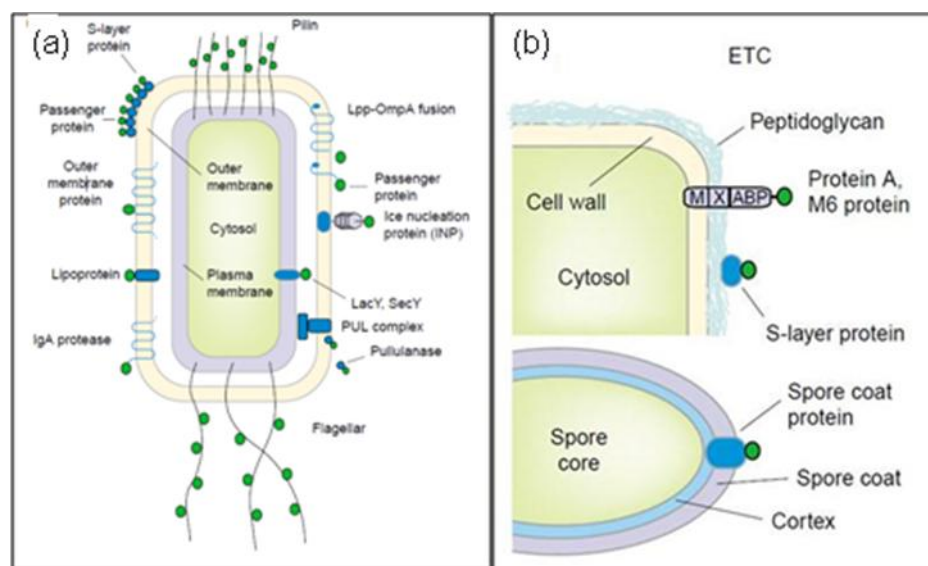 (a)
Pilin
S-layer
protein
Passenger
protein
Outer
membrane
protein
Lipoprotein
IgA protease
Outer
membrane
Cytosol
Plasma
membrane
Lpp-OmpA fusion
Passenger
protein
Ice nucleation
protein (INP)
LacY, SecY
PUL complex
Pullulanase
Flagellar
(b)
ETC
Peptidoglycan
Cell wall
M X ABP
Protein A,
M6 protein
Cytosol
S-layer protein
Spore coat
protein
Spore
core
Spore coat
Cortex